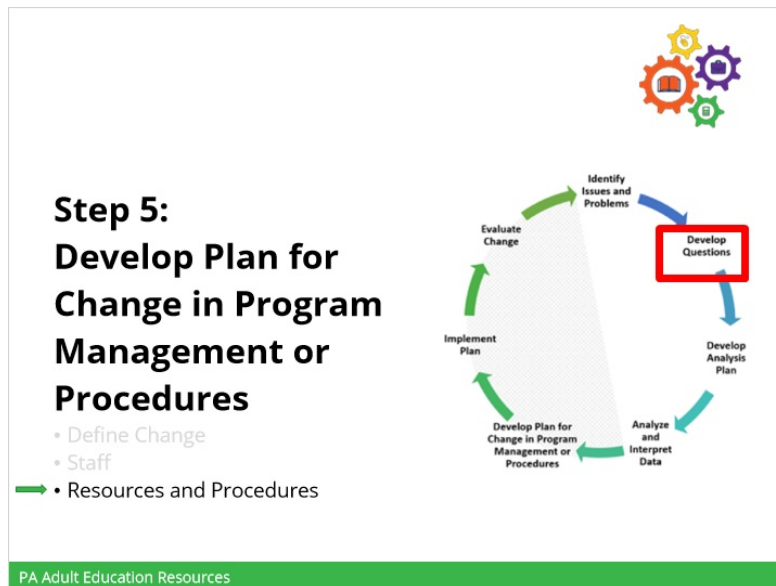 Step 5:
Develop Plan for
Change in Program
Management or
Procedures
• Define Change
• Staff
• Resources and Procedures
Identify
Issues and
Problems
Develop
Questions
Develop
Analysis
Plan
Analyze
and
Interpret
Data
Develop Plan for
Change in Program
Management or
Procedures
Implement
Plan
Evaluate
Change
PA Adult Education Resources